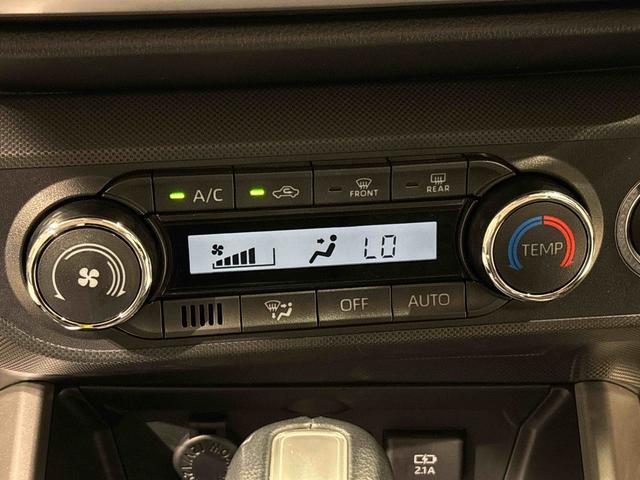 A/C
FRONT
REAR
LO
TEMP
OFF
AUTO
2.1A